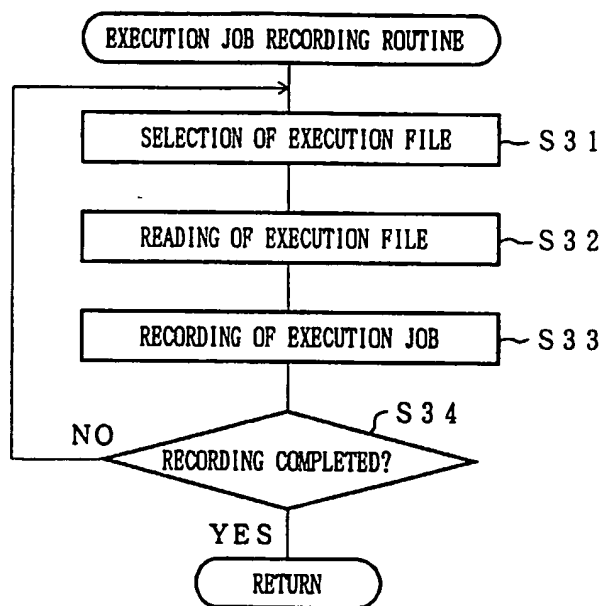 EXECUTION JOB RECORDING ROUTINE
SELECTION OF EXECUTION FILE
S31
READING OF EXECUTION FILE
S32
RECORDING OF EXECUTION JOB
S33
S34
NO
RECORDING COMPLETED?
YES
RETURN